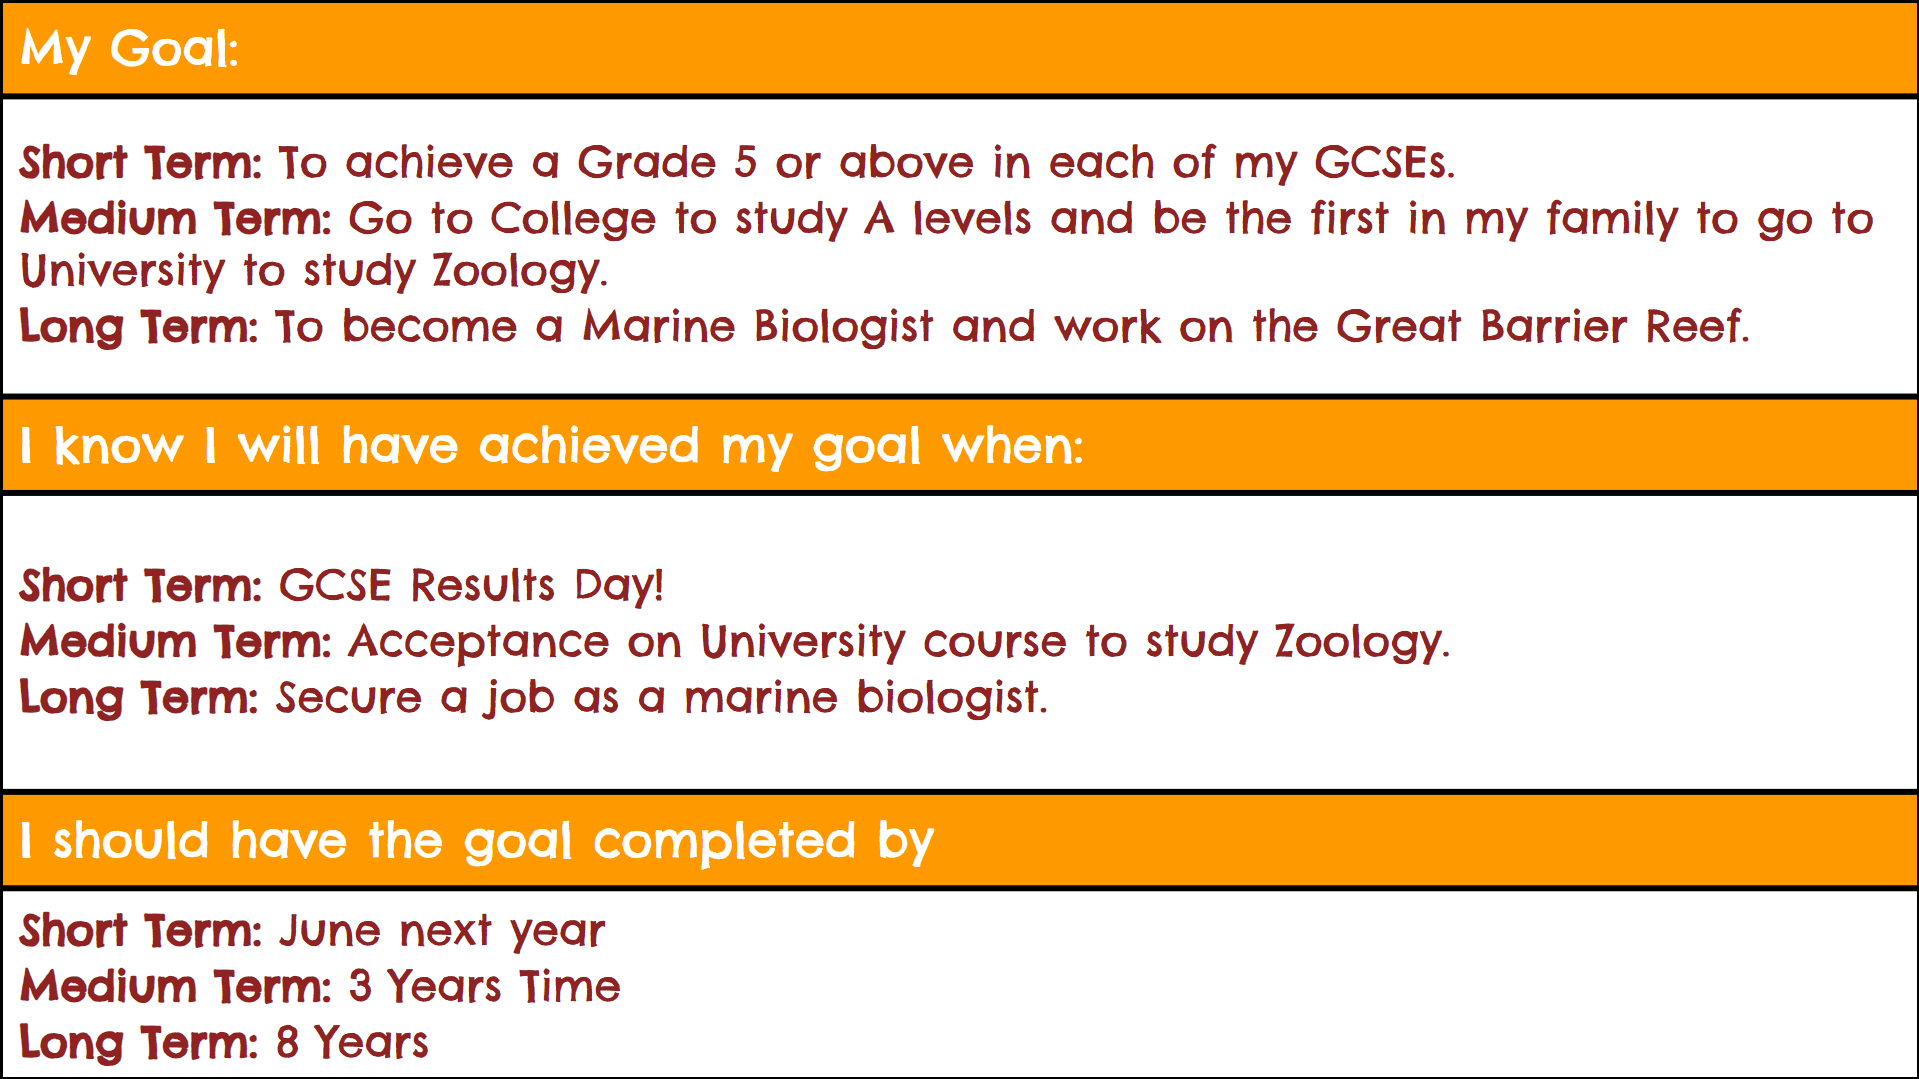 My Goal:
Short Term: To achieve a Grade 5 or above in each of my GCSEs.
Medium Term: Go to College to study A levels and be the first in my family to go to
University to study Zoology.
Long Term: To become a Marine Biologist and work on the Great Barrier Reef.
I know I will have achieved my goal when:
Short Term: GCSE Results Day!
Medium Term: Acceptance on University course to study Zoology.
Long Term: Secure a job as a marine biologist.
I should have the goal completed by
Short Term: June next year
Medium Term: 3 Years Time
Long Term: 8 Years